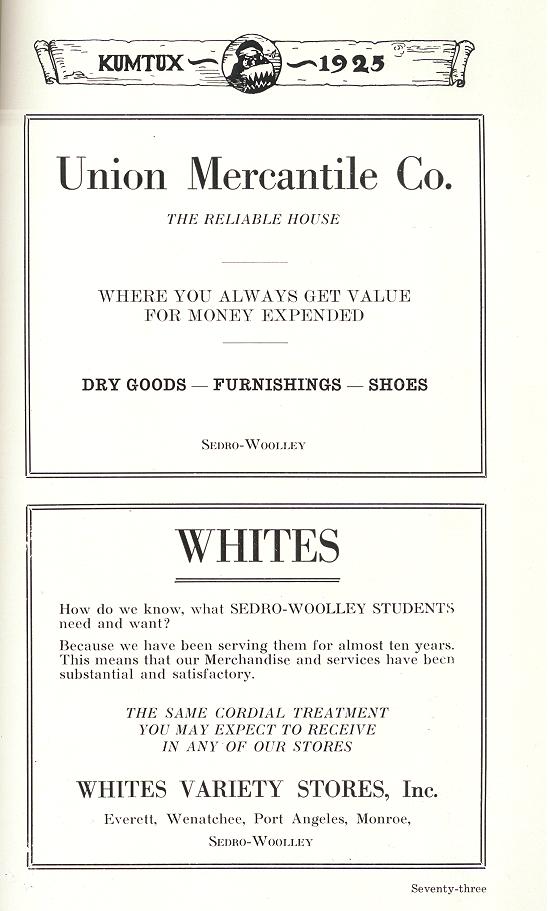 KUMTUX 1925
Union Mercantile Co.
THE RELIABLE HOUSE
WHERE YOU ALWAYS GET VALUE
FOR MONEY EXPENDED
DRY GOODS — FURNISHINGS — SHOES
SEDRO-WOOLLEY
WHITES
How do we know, what SEDRO-WOOLLEY STUDENTS
need and want?
Because we have been serving them for almost ten years.
This means that our Merchandise and services have been
substantial and satisfactory.
THE SAME CORDIAL TREATMENT
YOU MAY EXPECT TO RECEIVE
IN ANY OF OUR STORES
WHITES VARIETY STORES, Inc.
Everett, Wenatchee, Port Angeles, Monroe,
SEDRO-WOOLLEY
Seventy-three